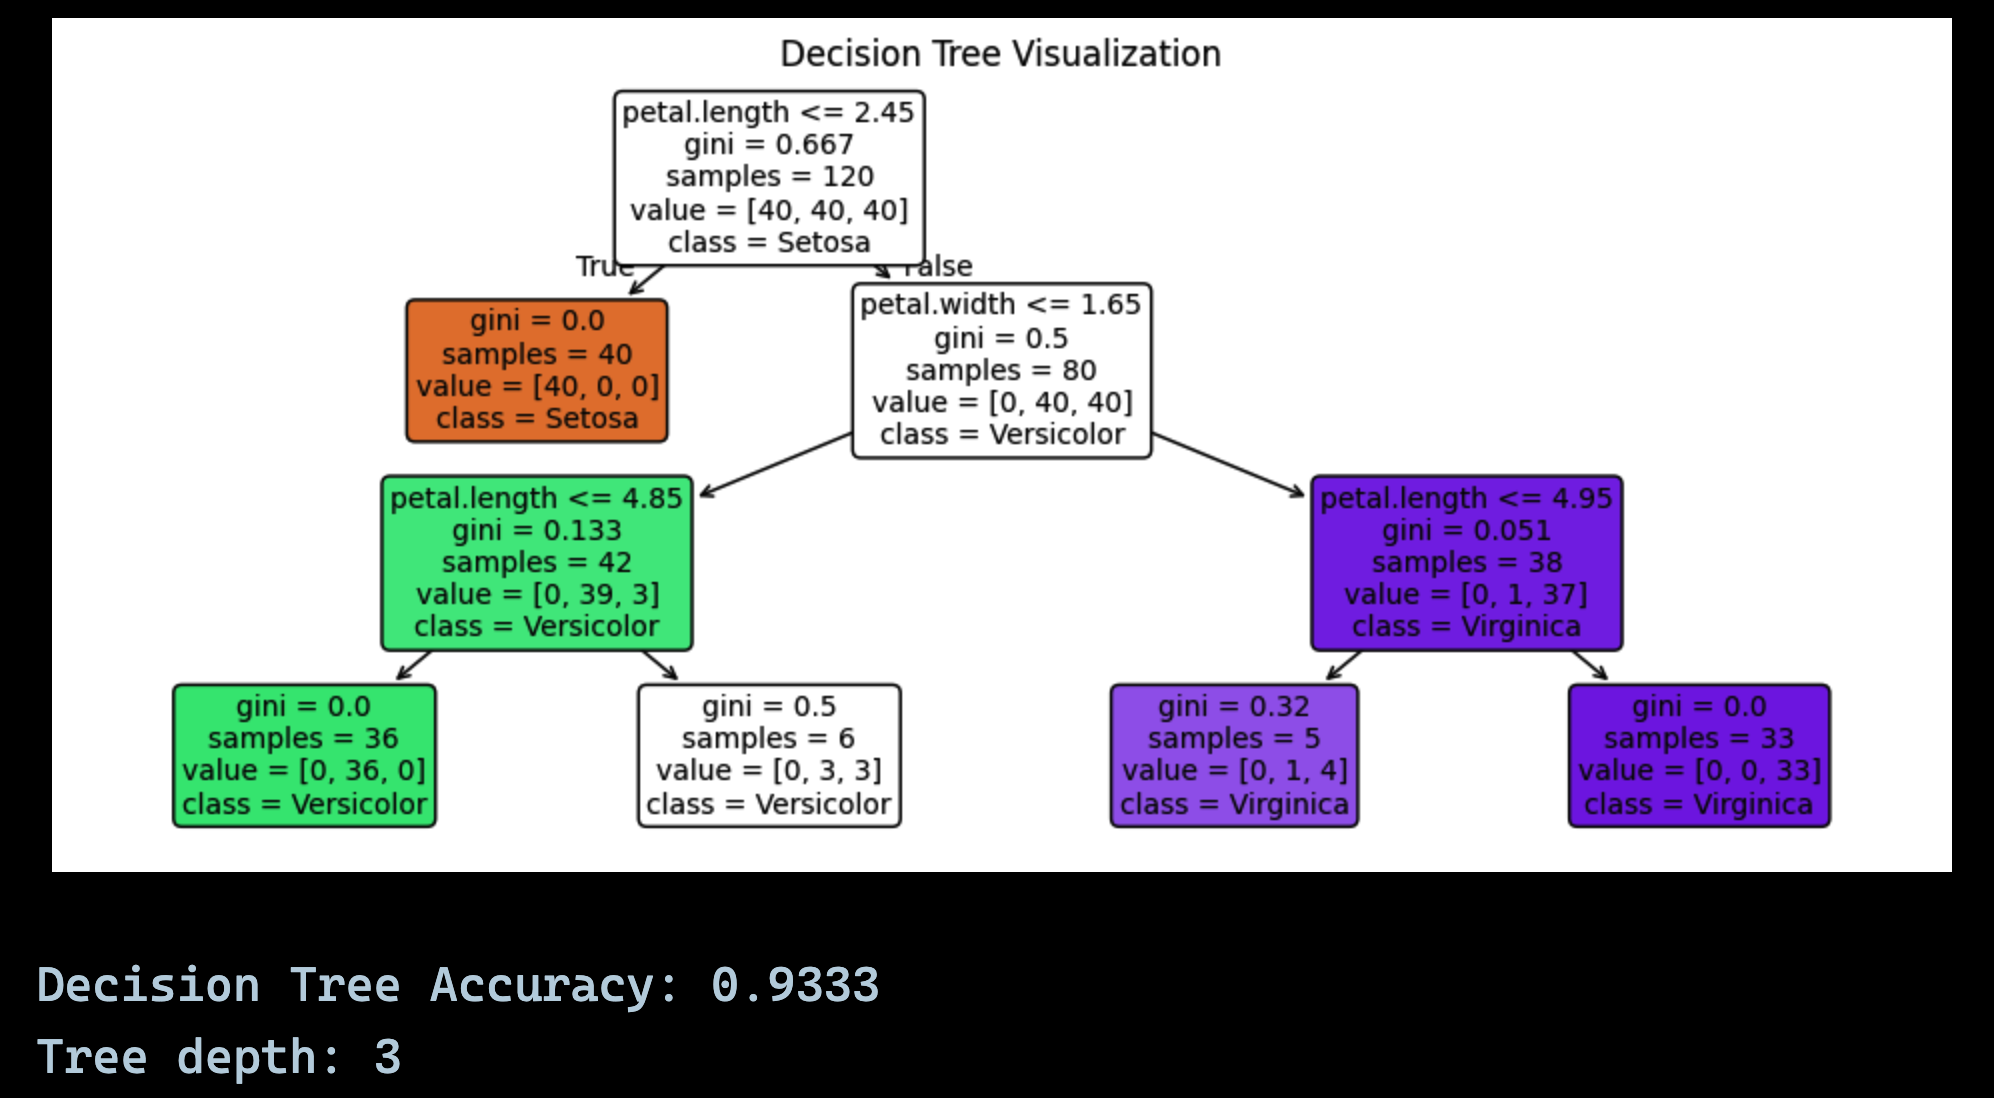 Decision Tree Visualization
petal.length <= 2.45
gini = 0.667
samples = 120
value = [40, 40, 40]
class = Setosa
True
False
gini = 0.0
samples = 40
value = [40, 0, 0]
class = Setosa
petal.width <= 1.65
gini = 0.5
samples = 80
value = [0, 40, 40]
class = Versicolor
petal.length <= 4.85
gini = 0.133
samples = 42
value = [0, 39, 3]
class = Versicolor
petal.length <= 4.95
gini = 0.051
samples = 38
value = [0, 1, 37]
class = Virginica
gini = 0.0
samples = 36
value = [0, 36, 0]
class = Versicolor
gini = 0.5
samples = 6
value = [0, 3, 3]
class = Versicolor
gini = 0.32
samples = 5
value = [0, 1, 4]
class = Virginica
gini = 0.0
samples = 33
value = [0, 0, 33]
class = Virginica
Decision Tree Accuracy: 0.9333
Tree depth: 3